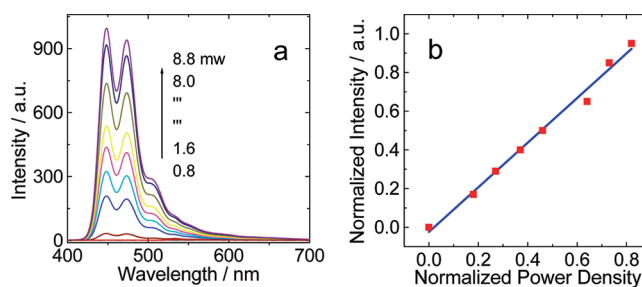 a
Intensity / a.u.
900
600
300
0
8.8 mw
8.0
"'
"'
1.6
0.8
400 500 600 700
Wavelength / nm
b
Normalized Intensity / a.u.
1.0
0.8
0.6
0.4
0.2
0.0
0.0 0.2 0.4 0.6 0.8
Normalized Power Density